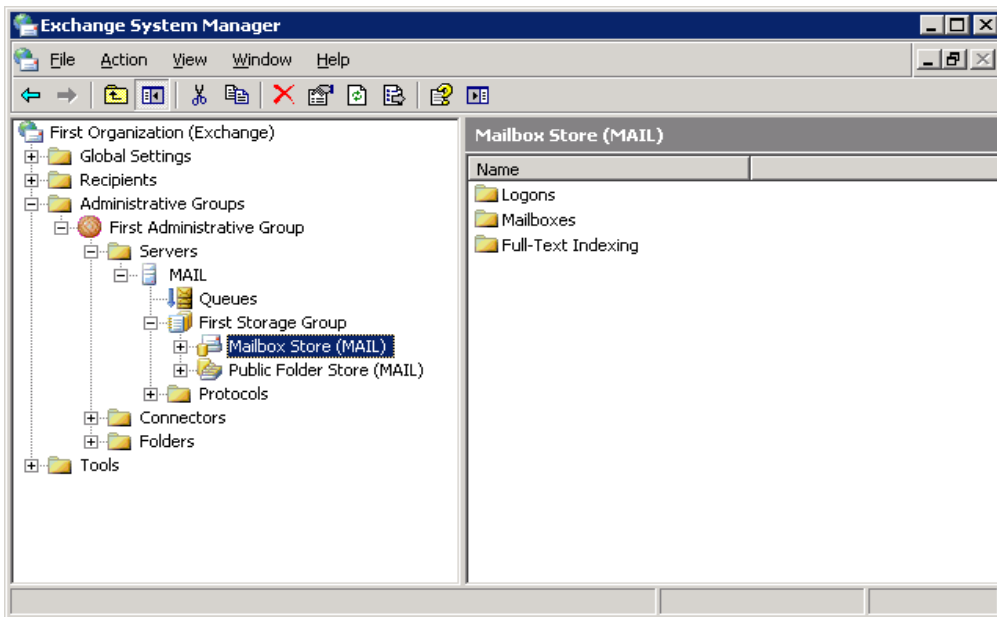 Exchange System Manager
File Action View Window Help
First Organization (Exchange)
Global Settings
Recipients
Administrative Groups
First Administrative Group
Servers
MAIL
Queues
First Storage Group
Mailbox Store (MAIL)
Public Folder Store (MAIL)
Protocols
Connectors
Folders
Tools
Mailbox Store (MAIL)
Name
Logons
Mailboxes
Full-Text Indexing